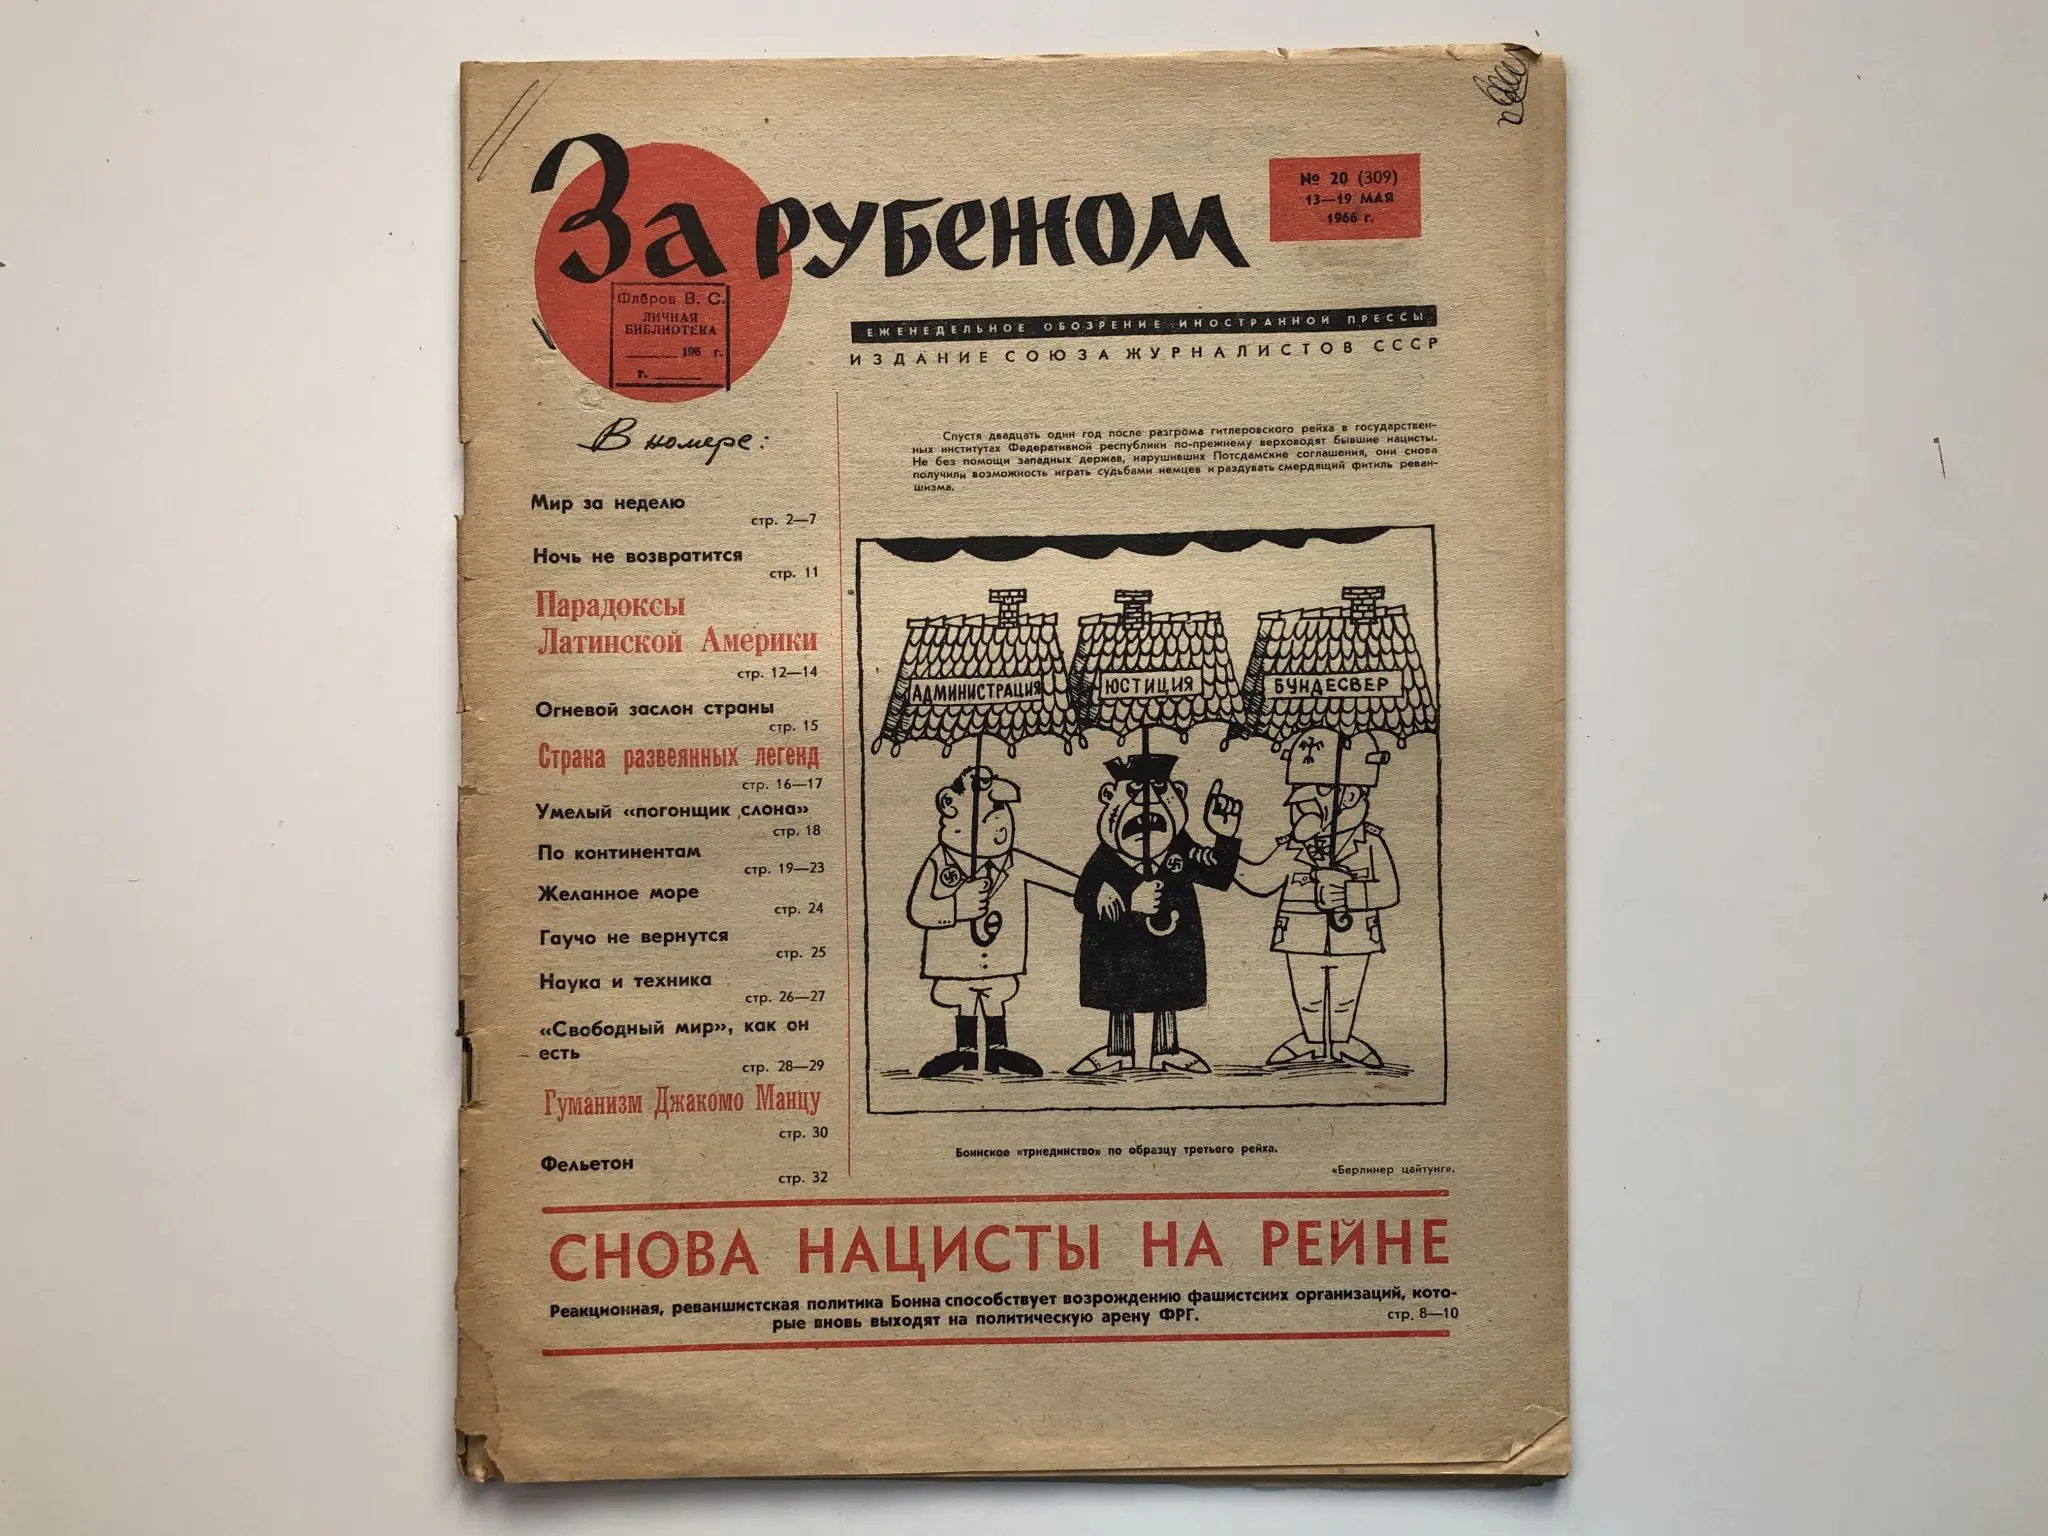 За рубежом
№ 20 (309)
13—19 МАЯ
1966 г.
Флёров В. С.
ЛИЧНАЯ
БИБЛИОТЕКА
______ 196 г.
г. ______
ЕЖЕНЕДЕЛЬНОЕ ОБОЗРЕНИЕ ИНОСТРАННОЙ ПРЕССЫ
ИЗДАНИЕ СОЮЗА ЖУРНАЛИСТОВ СССР
В номере:
Мир за неделю
стр. 2—7
Ночь не возвратится
стр. 11
Парадоксы
Латинской Америки
стр. 12—14
Огневой заслон страны
стр. 15
Страна развеянных легенд
стр. 16—17
Умелый «погонщик слона»
стр. 18
По континентам
стр. 19—23
Желанное море
стр. 24
Гаучо не вернутся
стр. 25
Наука и техника
стр. 26—27
«Свободный мир», как он
есть
стр. 28—29
Гуманизм Джакомо Манцу
стр. 30
Фельетон
стр. 32
Спустя двадцать один год после разгрома гитлеровского рейха в государствен-
ных институтах Федеративной республики по-прежнему верховодят бывшие нацисты.
Не без помощи западных держав, нарушивших Потсдамские соглашения, они снова
получили возможность играть судьбами немцев и раздувать смердящий фитиль реван-
шизма.
АДМИНИСТРАЦИЯ
ЮСТИЦИЯ
БУНДЕСВЕР
Боннское «триединство» по образцу третьего рейха.
«Берлинер цайтунг».
СНОВА НАЦИСТЫ НА РЕЙНЕ
Реакционная, реваншистская политика Бонна способствует возрождению фашистских организаций, кото-
рые вновь выходят на политическую арену ФРГ.
стр. 8—10